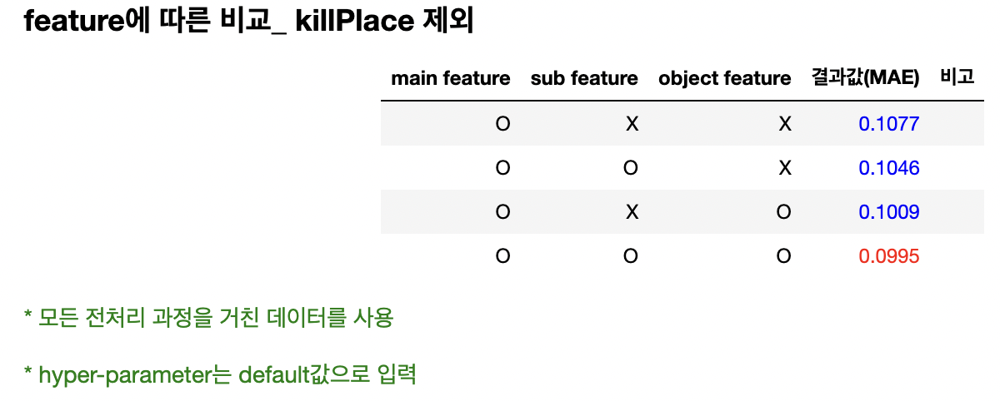 feature에 따른 비교_ killPlace 제외
main feature sub feature object feature 결과값(MAE) 비고
O X X 0.1077
O O X 0.1046
O X O 0.1009
O O O 0.0995
* 모든 전처리 과정을 거친 데이터를 사용
* hyper-parameter는 default값으로 입력